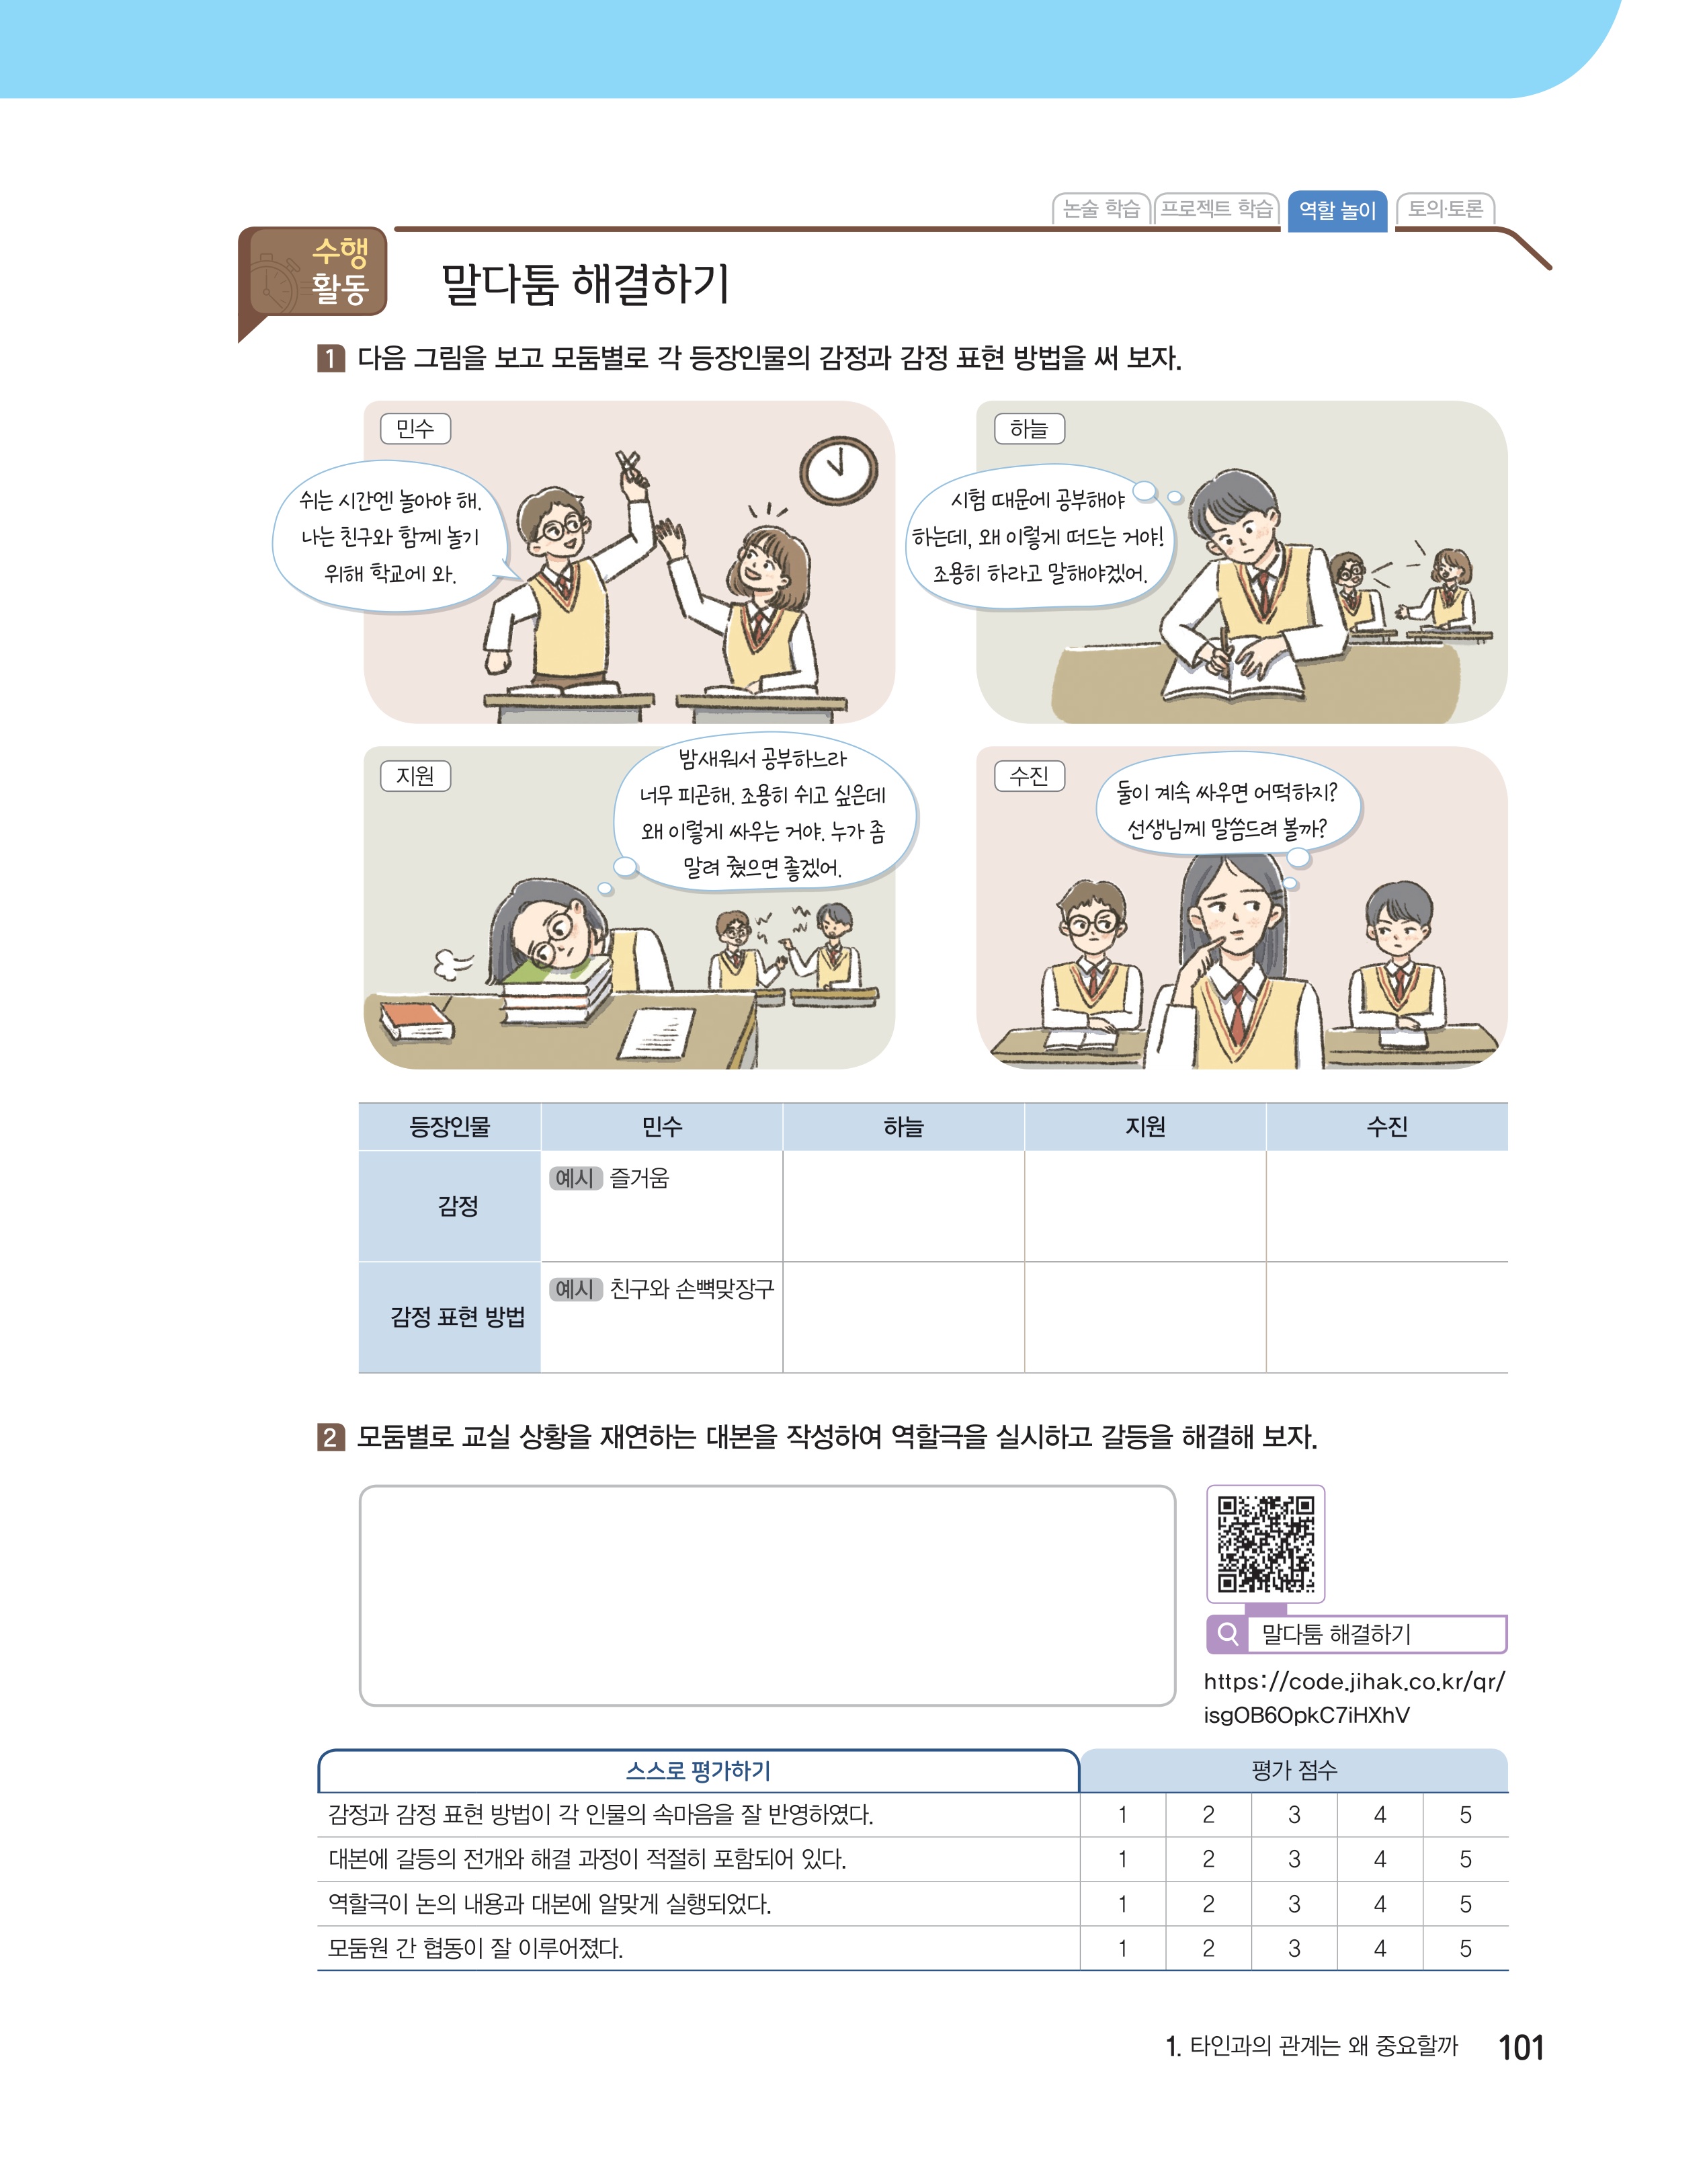 논술 학습
프로젝트 학습
역할 놀이
토의·토론
수행
활동
말다툼 해결하기
1 다음 그림을 보고 모둠별로 각 등장인물의 감정과 감정 표현 방법을 써 보자.
민수
쉬는 시간엔 놀아야 해.
나는 친구와 함께 놀기
위해 학교에 와.
하늘
시험 때문에 공부해야
하는데, 왜 이렇게 떠드는 거야!
조용히 하라고 말해야겠어.
지원
밤새워서 공부하느라
너무 피곤해. 조용히 쉬고 싶은데
왜 이렇게 싸우는 거야. 누가 좀
말려 줬으면 좋겠어.
수진
둘이 계속 싸우면 어떡하지?
선생님께 말씀드려 볼까?
등장인물 민수 하늘 지원 수진
감정 예시 즐거움
감정 표현 방법 예시 친구와 손뼉맞장구
2 모둠별로 교실 상황을 재연하는 대본을 작성하여 역할극을 실시하고 갈등을 해결해 보자.
말다툼 해결하기
https://code.jihak.co.kr/qr/
isgOB6OpkC7iHXhV
스스로 평가하기 평가 점수
감정과 감정 표현 방법이 각 인물의 속마음을 잘 반영하였다. 1 2 3 4 5
대본에 갈등의 전개와 해결 과정이 적절히 포함되어 있다. 1 2 3 4 5
역할극이 논의 내용과 대본에 알맞게 실행되었다. 1 2 3 4 5
모둠원 간 협동이 잘 이루어졌다. 1 2 3 4 5
1. 타인과의 관계는 왜 중요할까 101